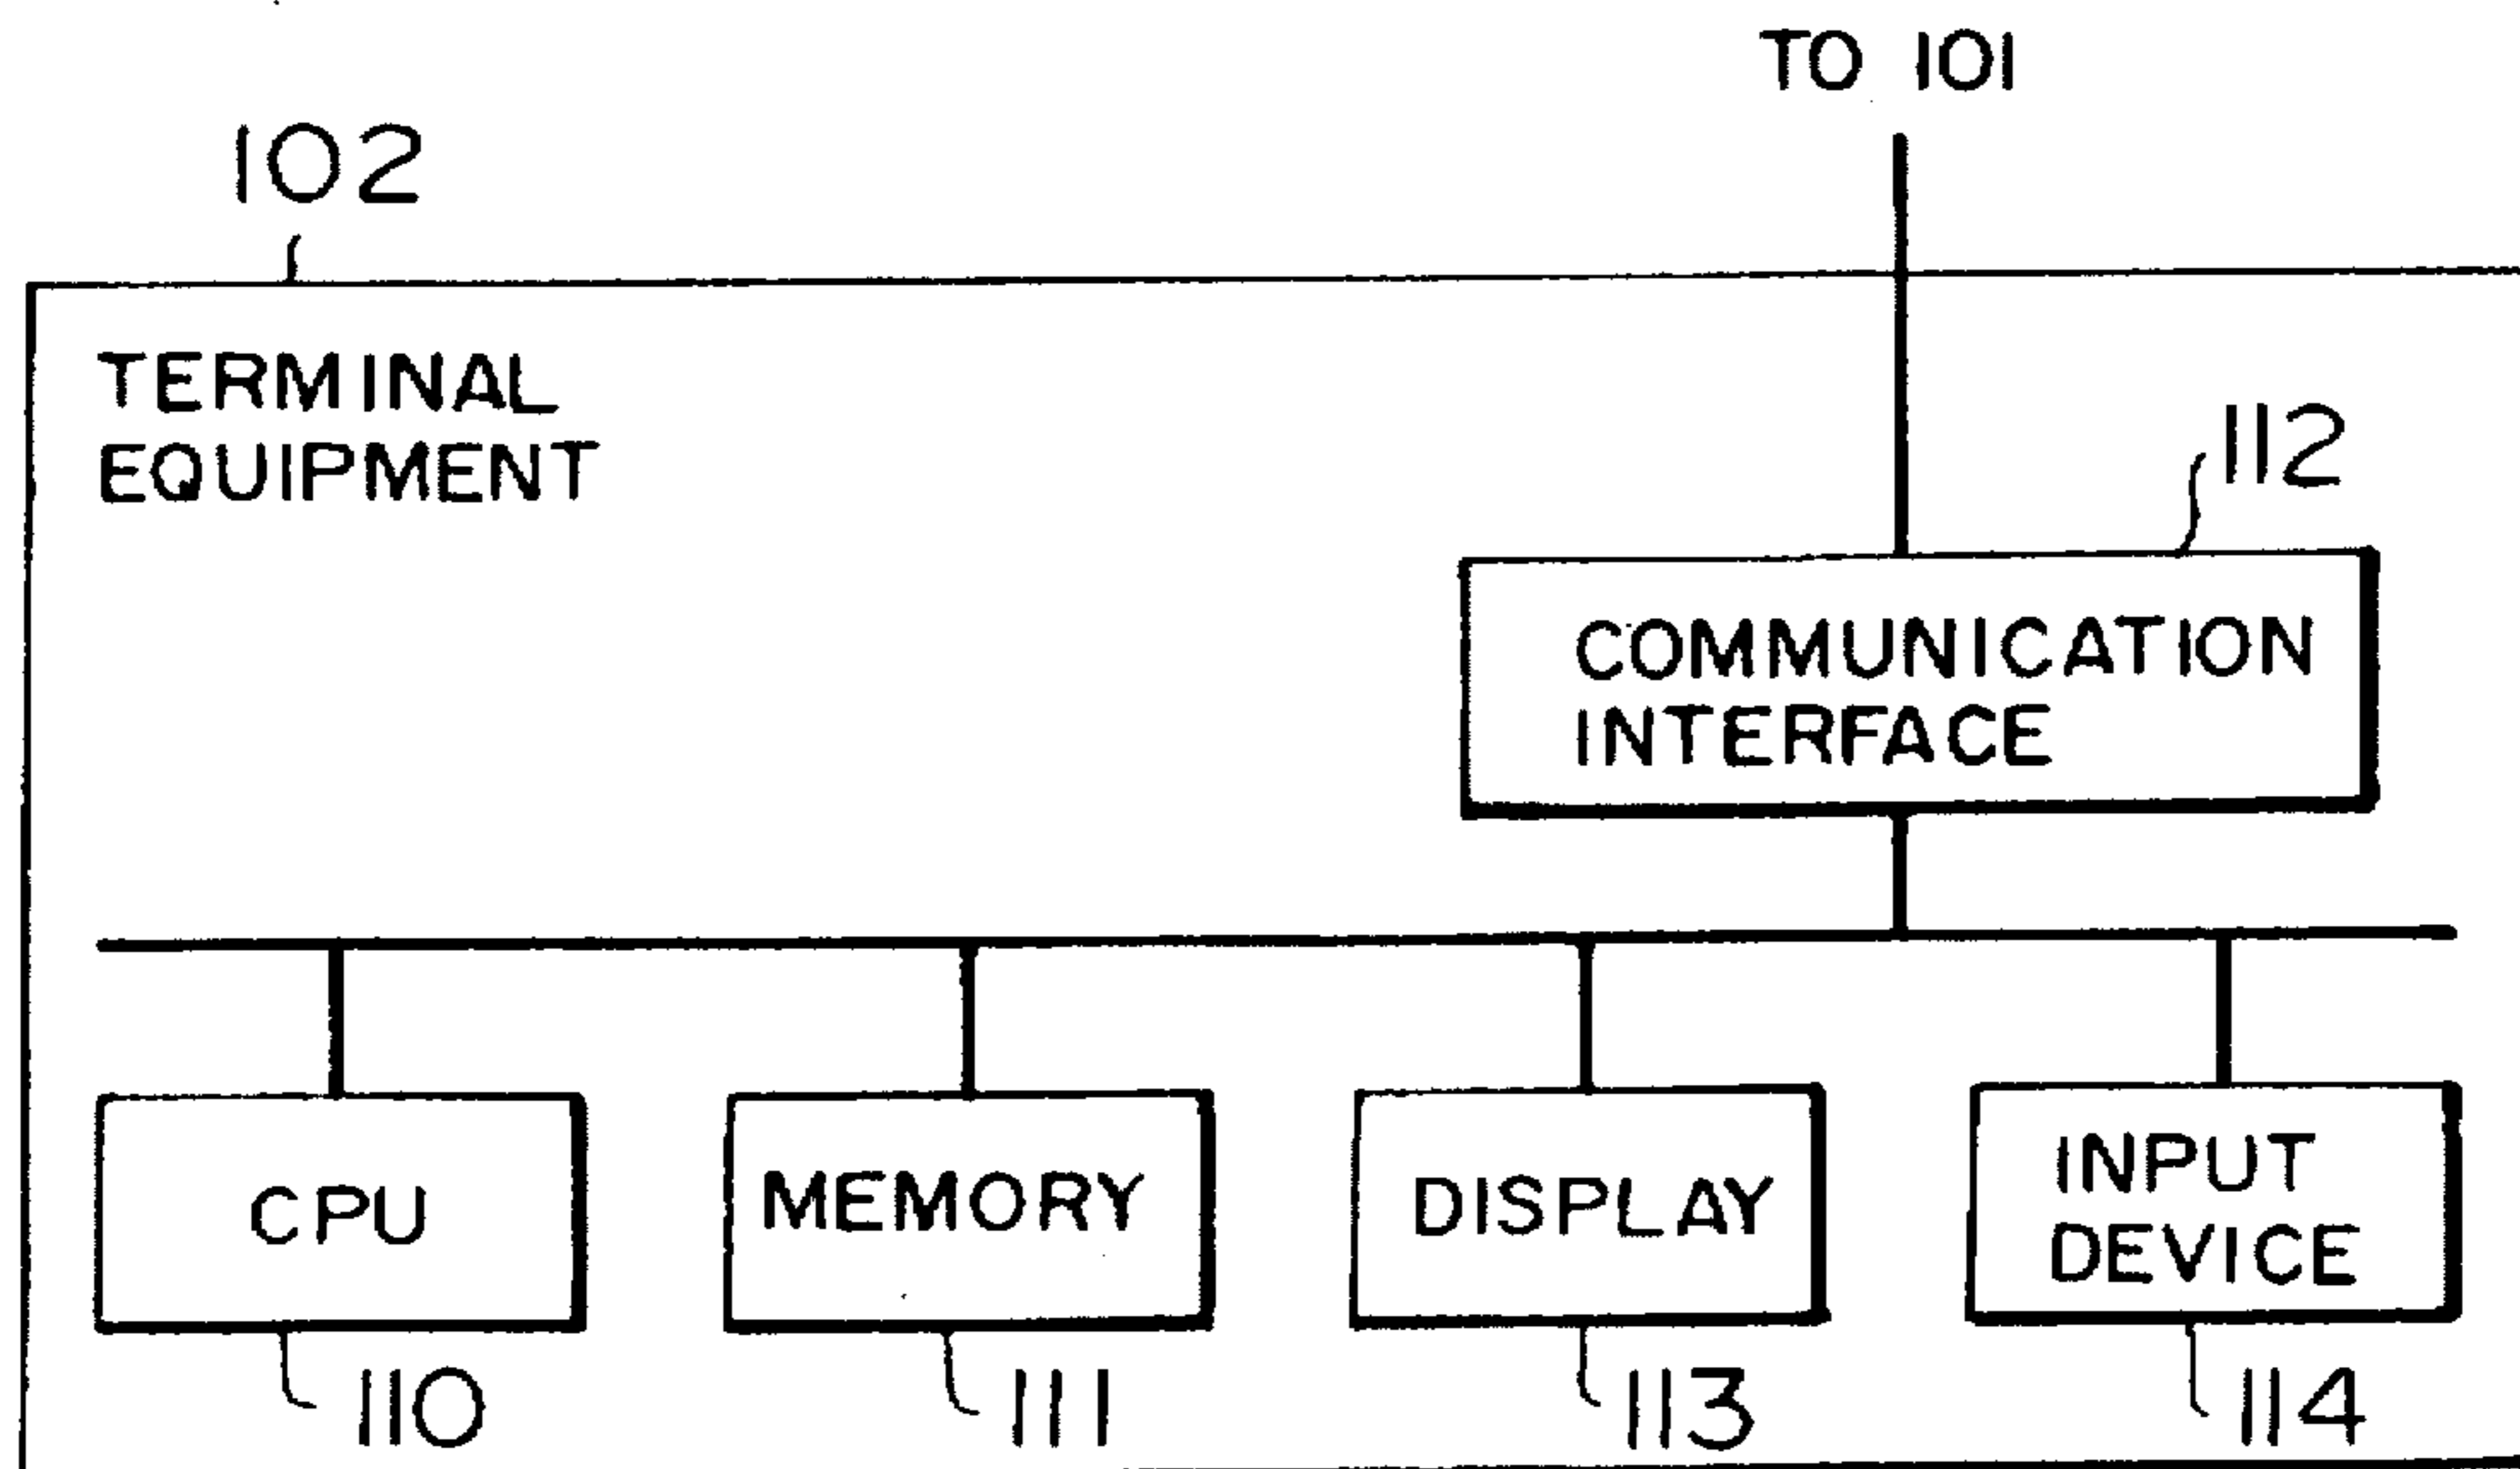 TO 101
102
TERMINAL
EQUIPMENT
112
COMMUNICATION
INTERFACE
CPU
MEMORY
DISPLAY
INPUT
DEVICE
110
111
113
114